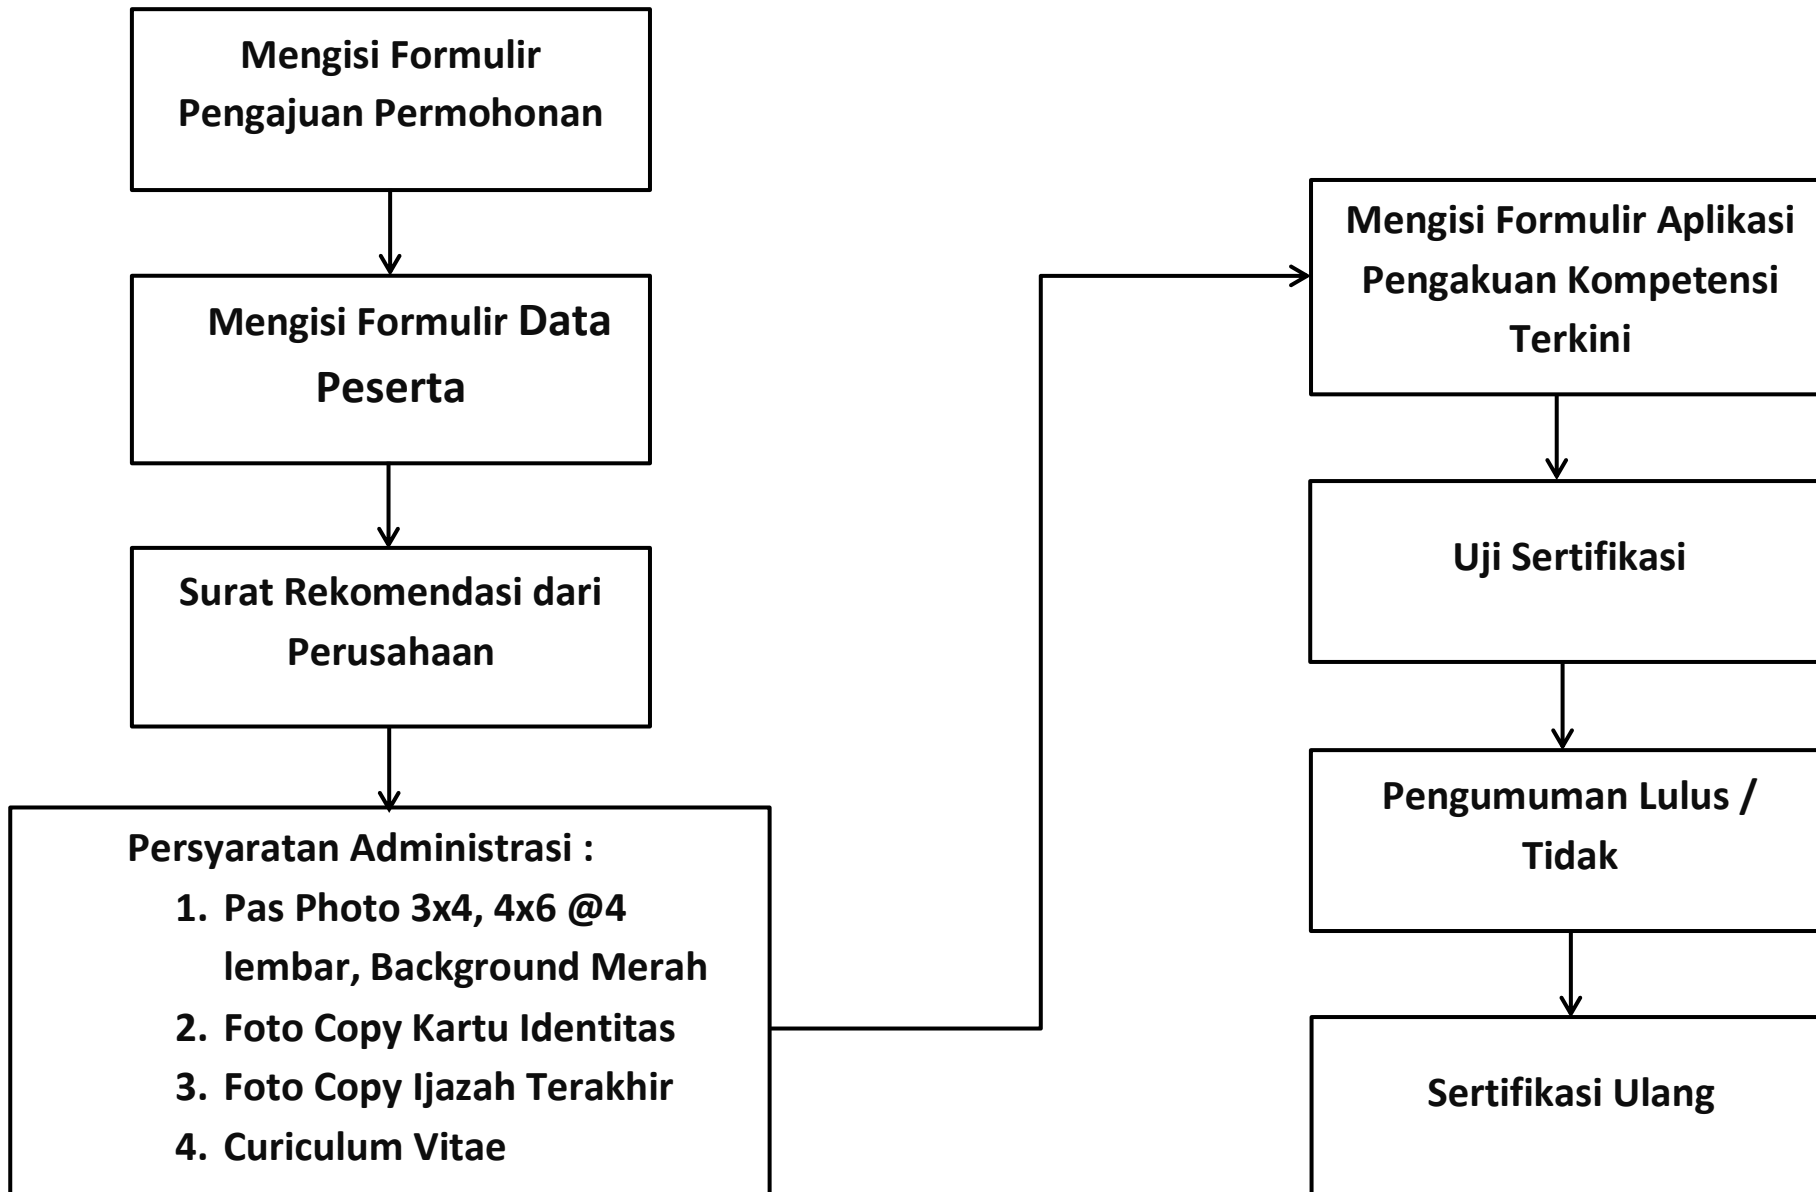 Mengisi Formulir
Pengajuan Permohonan
Mengisi Formulir Data
Peserta
Surat Rekomendasi dari
Perusahaan
Persyaratan Administrasi :
1. Pas Photo 3x4, 4x6 @4
lembar, Background Merah
2. Foto Copy Kartu Identitas
3. Foto Copy Ijazah Terakhir
4. Curiculum Vitae
Mengisi Formulir Aplikasi
Pengakuan Kompetensi
Terkini
Uji Sertifikasi
Pengumuman Lulus /
Tidak
Sertifikasi Ulang